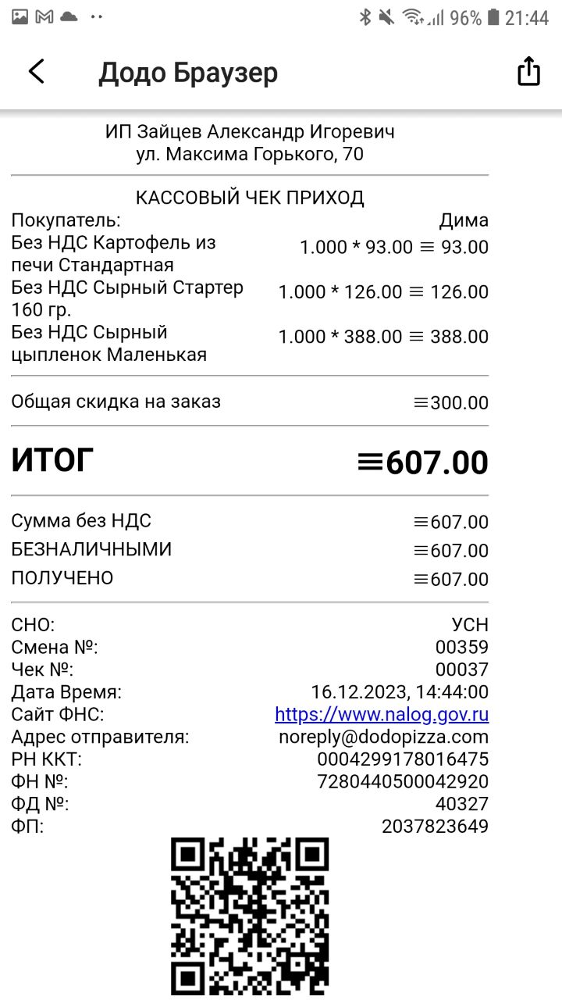 96% 21:44
Додо Браузер
ИП Зайцев Александр Игоревич
ул. Максима Горького, 70
КАССОВЫЙ ЧЕК ПРИХОД
Покупатель: Дима
Без НДС Картофель из
печи Стандартная 1.000 * 93.00 ≡ 93.00
Без НДС Сырный Стартер
160 гр. 1.000 * 126.00 ≡ 126.00
Без НДС Сырный
цыпленок Маленькая 1.000 * 388.00 ≡ 388.00
Общая скидка на заказ ≡300.00
ИТОГ ≡607.00
Сумма без НДС ≡607.00
БЕЗНАЛИЧНЫМИ ≡607.00
ПОЛУЧЕНО ≡607.00
СНО: УСН
Смена №: 00359
Чек №: 00037
Дата Время: 16.12.2023, 14:44:00
Сайт ФНС: https://www.nalog.gov.ru
Адрес отправителя: noreply@dodopizza.com
РН ККТ: 0004299178016475
ФН №: 7280440500042920
ФД №: 40327
ФП: 2037823649